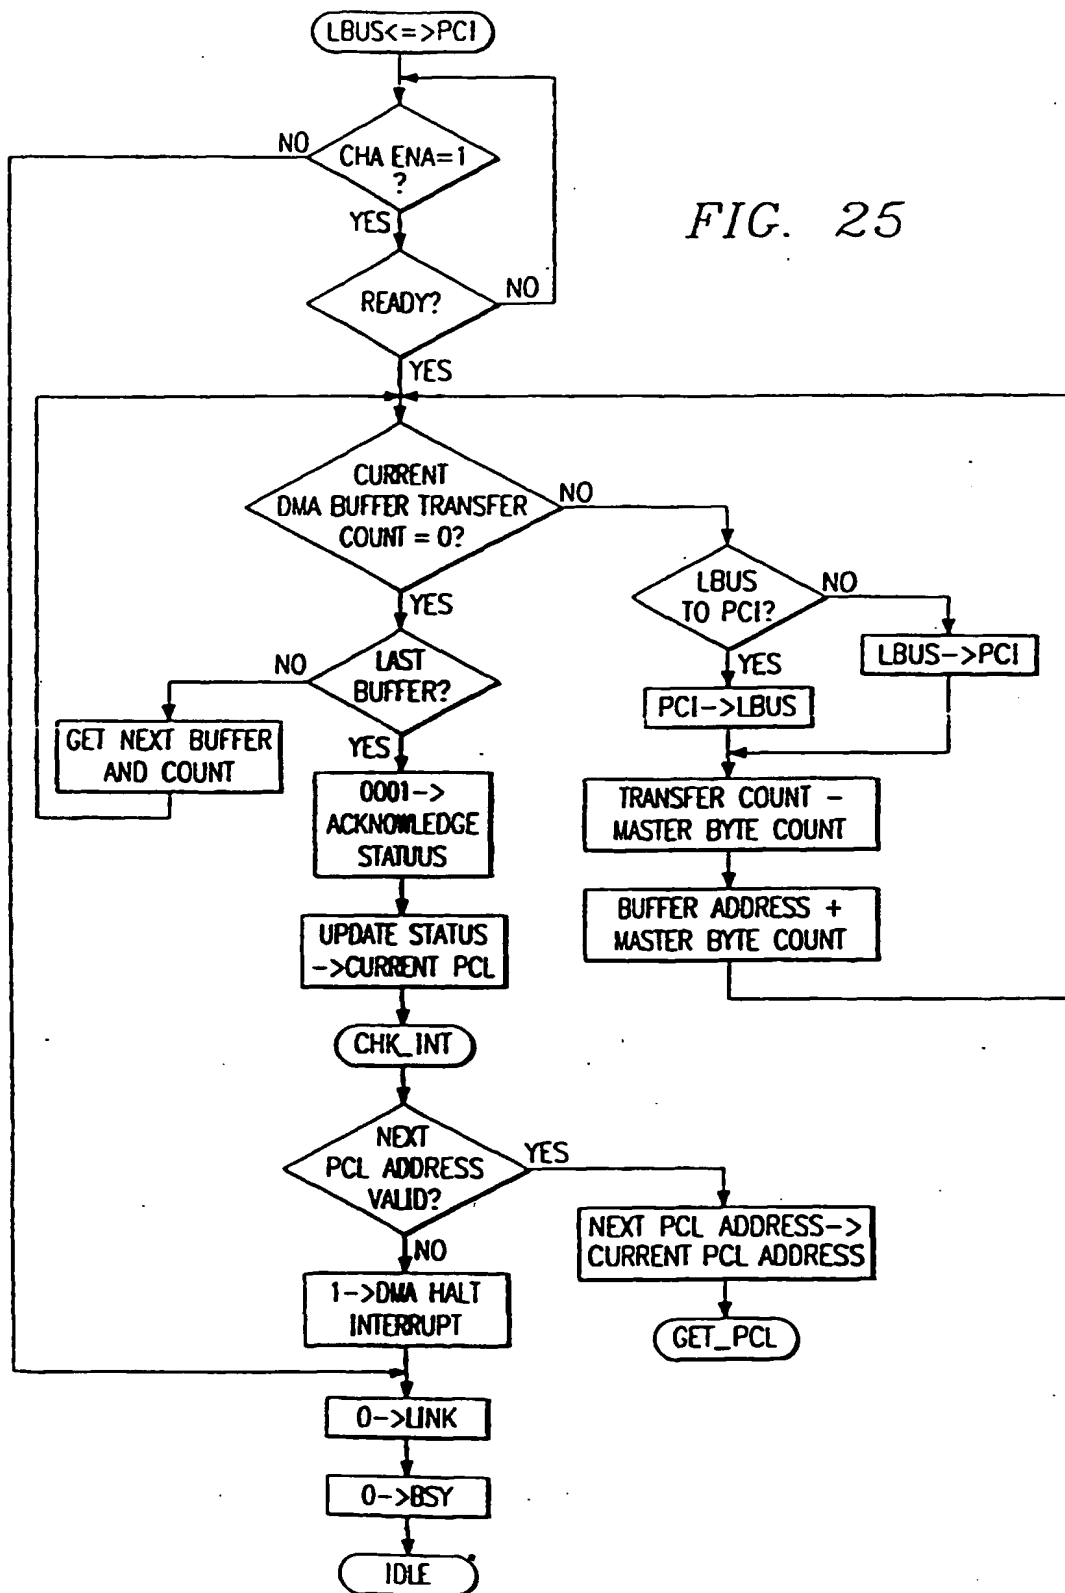 LBUS<=>PCI
NO
CHA ENA=1
?
YES
FIG. 25
READY?
NO
YES
CURRENT
DMA BUFFER TRANSFER
COUNT = 0?
NO
YES
LBUS
TO PCI?
NO
YES
LBUS->PCI
PCI->LBUS
NO
LAST
BUFFER?
YES
GET NEXT BUFFER
AND COUNT
0001->
ACKNOWLEDGE
STATUUS
TRANSFER COUNT -
MASTER BYTE COUNT
BUFFER ADDRESS +
MASTER BYTE COUNT
UPDATE STATUS
->CURRENT PCL
CHK_INT
NEXT
PCL ADDRESS
VALID?
YES
NO
NEXT PCL ADDRESS->
CURRENT PCL ADDRESS
GET_PCL
1->DMA HALT
INTERRUPT
0->LINK
0->BSY
IDLE